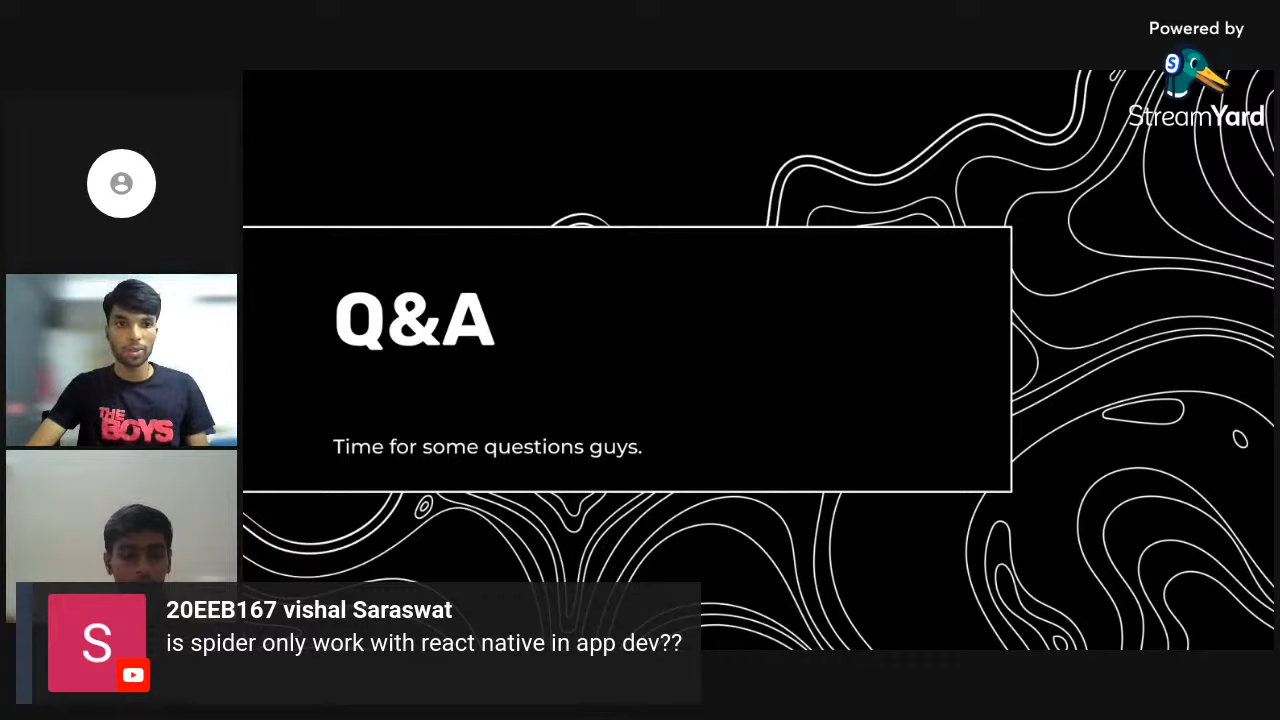 Powered by
StreamYard
Q&A
Time for some questions guys.
THE
BOYS
S
20EEB167 vishal Saraswat
is spider only work with react native in app dev??